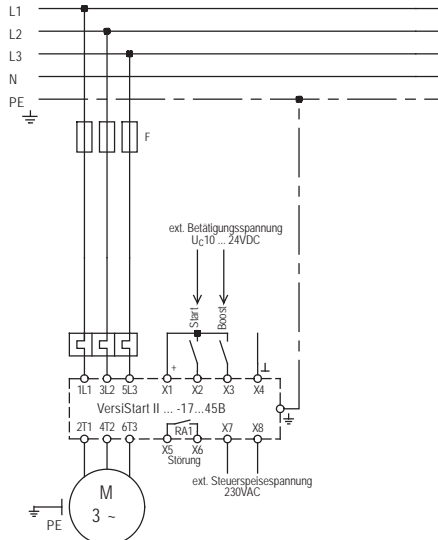 L1
L2
L3
N
PE
F
ext. Betätigungsspannung
UC10 ... 24VDC
Start
Boost
+
1L1 3L2 5L3 X1 X2 X3 X4
VersiStart II ... -17...45B
2T1 4T2 6T3 RA1 X7 X8
X5 X6
Störung
ext. Steuerspeisespannung
230VAC
M
3 ~
PE